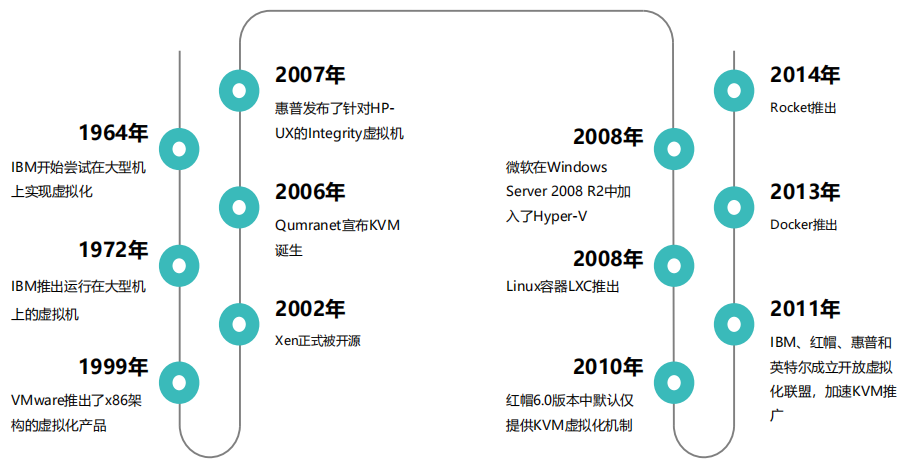 1964年
IBM开始尝试在大型机
上实现虚拟化
1972年
IBM推出运行在大型机
上的虚拟机
1999年
VMware推出了x86架
构的虚拟化产品
2002年
Xen正式被开源
2006年
Qumranet宣布KVM
诞生
2007年
惠普发布了针对HP-
UX的Integrity虚拟机
2008年
微软在Windows
Server 2008 R2中加
入了Hyper-V
2008年
Linux容器LXC推出
2010年
红帽6.0版本中默认仅
提供KVM虚拟化机制
2011年
IBM、红帽、惠普和
英特尔成立开放虚拟
化联盟，加速KVM推
广
2013年
Docker推出
2014年
Rocket推出